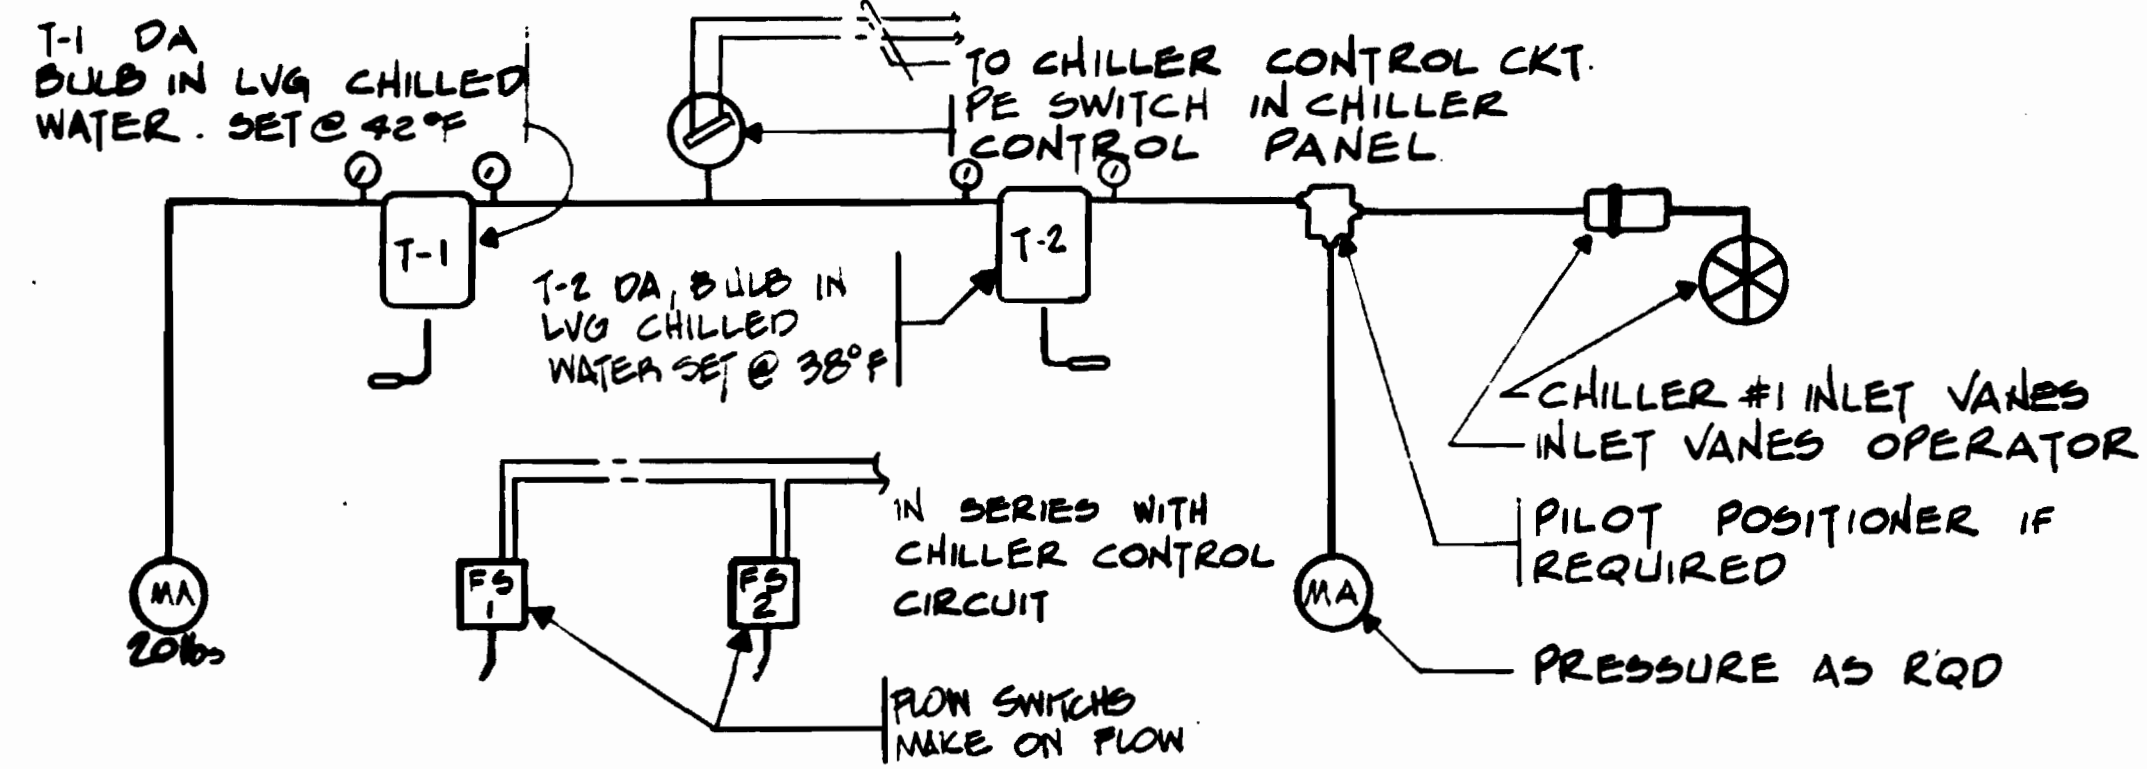 T-1 DA
BULB IN LVG CHILLED
WATER. SET @ 42°F
TO CHILLER CONTROL CKT.
PE SWITCH IN CHILLER
CONTROL PANEL
T-1
T-2
T-2 DA, BULB IN
LVG CHILLED
WATER SET @ 38°F
CHILLER #1 INLET VANES
INLET VANES OPERATOR
PILOT POSITIONER IF
REQUIRED
IN SERIES WITH
CHILLER CONTROL
CIRCUIT
FS
1
FS
2
MA
20 lbs
MA
PRESSURE AS R'QD
FLOW SWITCHS
MAKE ON FLOW